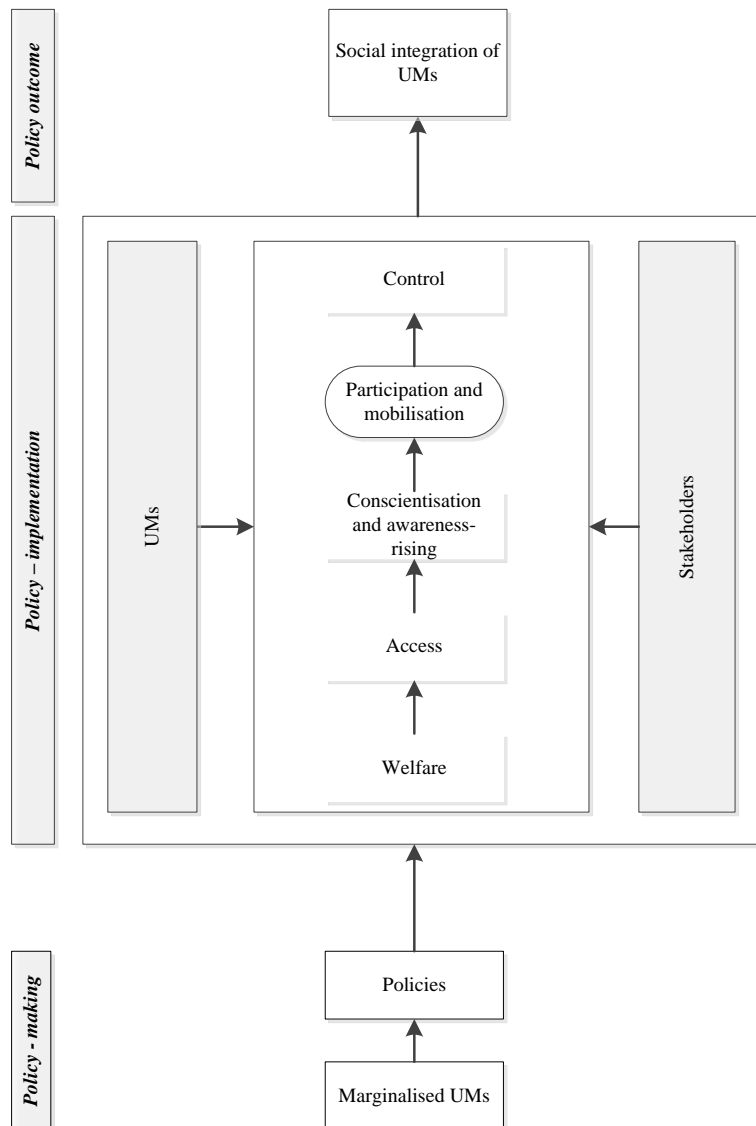 Policy outcome
Social integration of
UMs
Policy – implementation
UMs
Control
Participation and
mobilisation
Conscientisation
and awareness-
rising
Access
Welfare
Stakeholders
Policy - making
Policies
Marginalised UMs